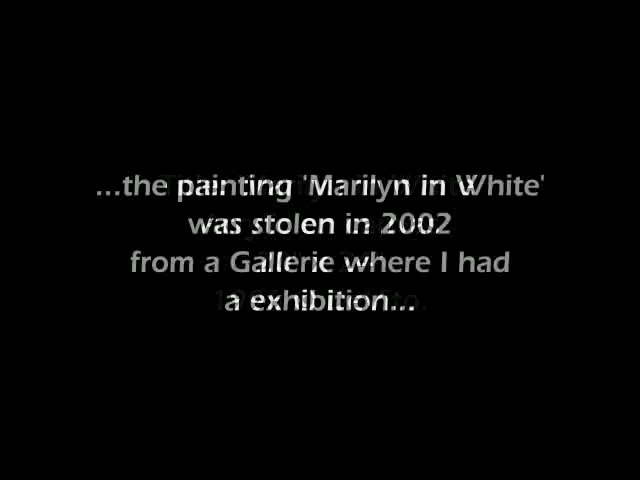 ...the painting 'Marilyn in White'
was stolen in 2002
from a Gallerie where I had
a exhibition...